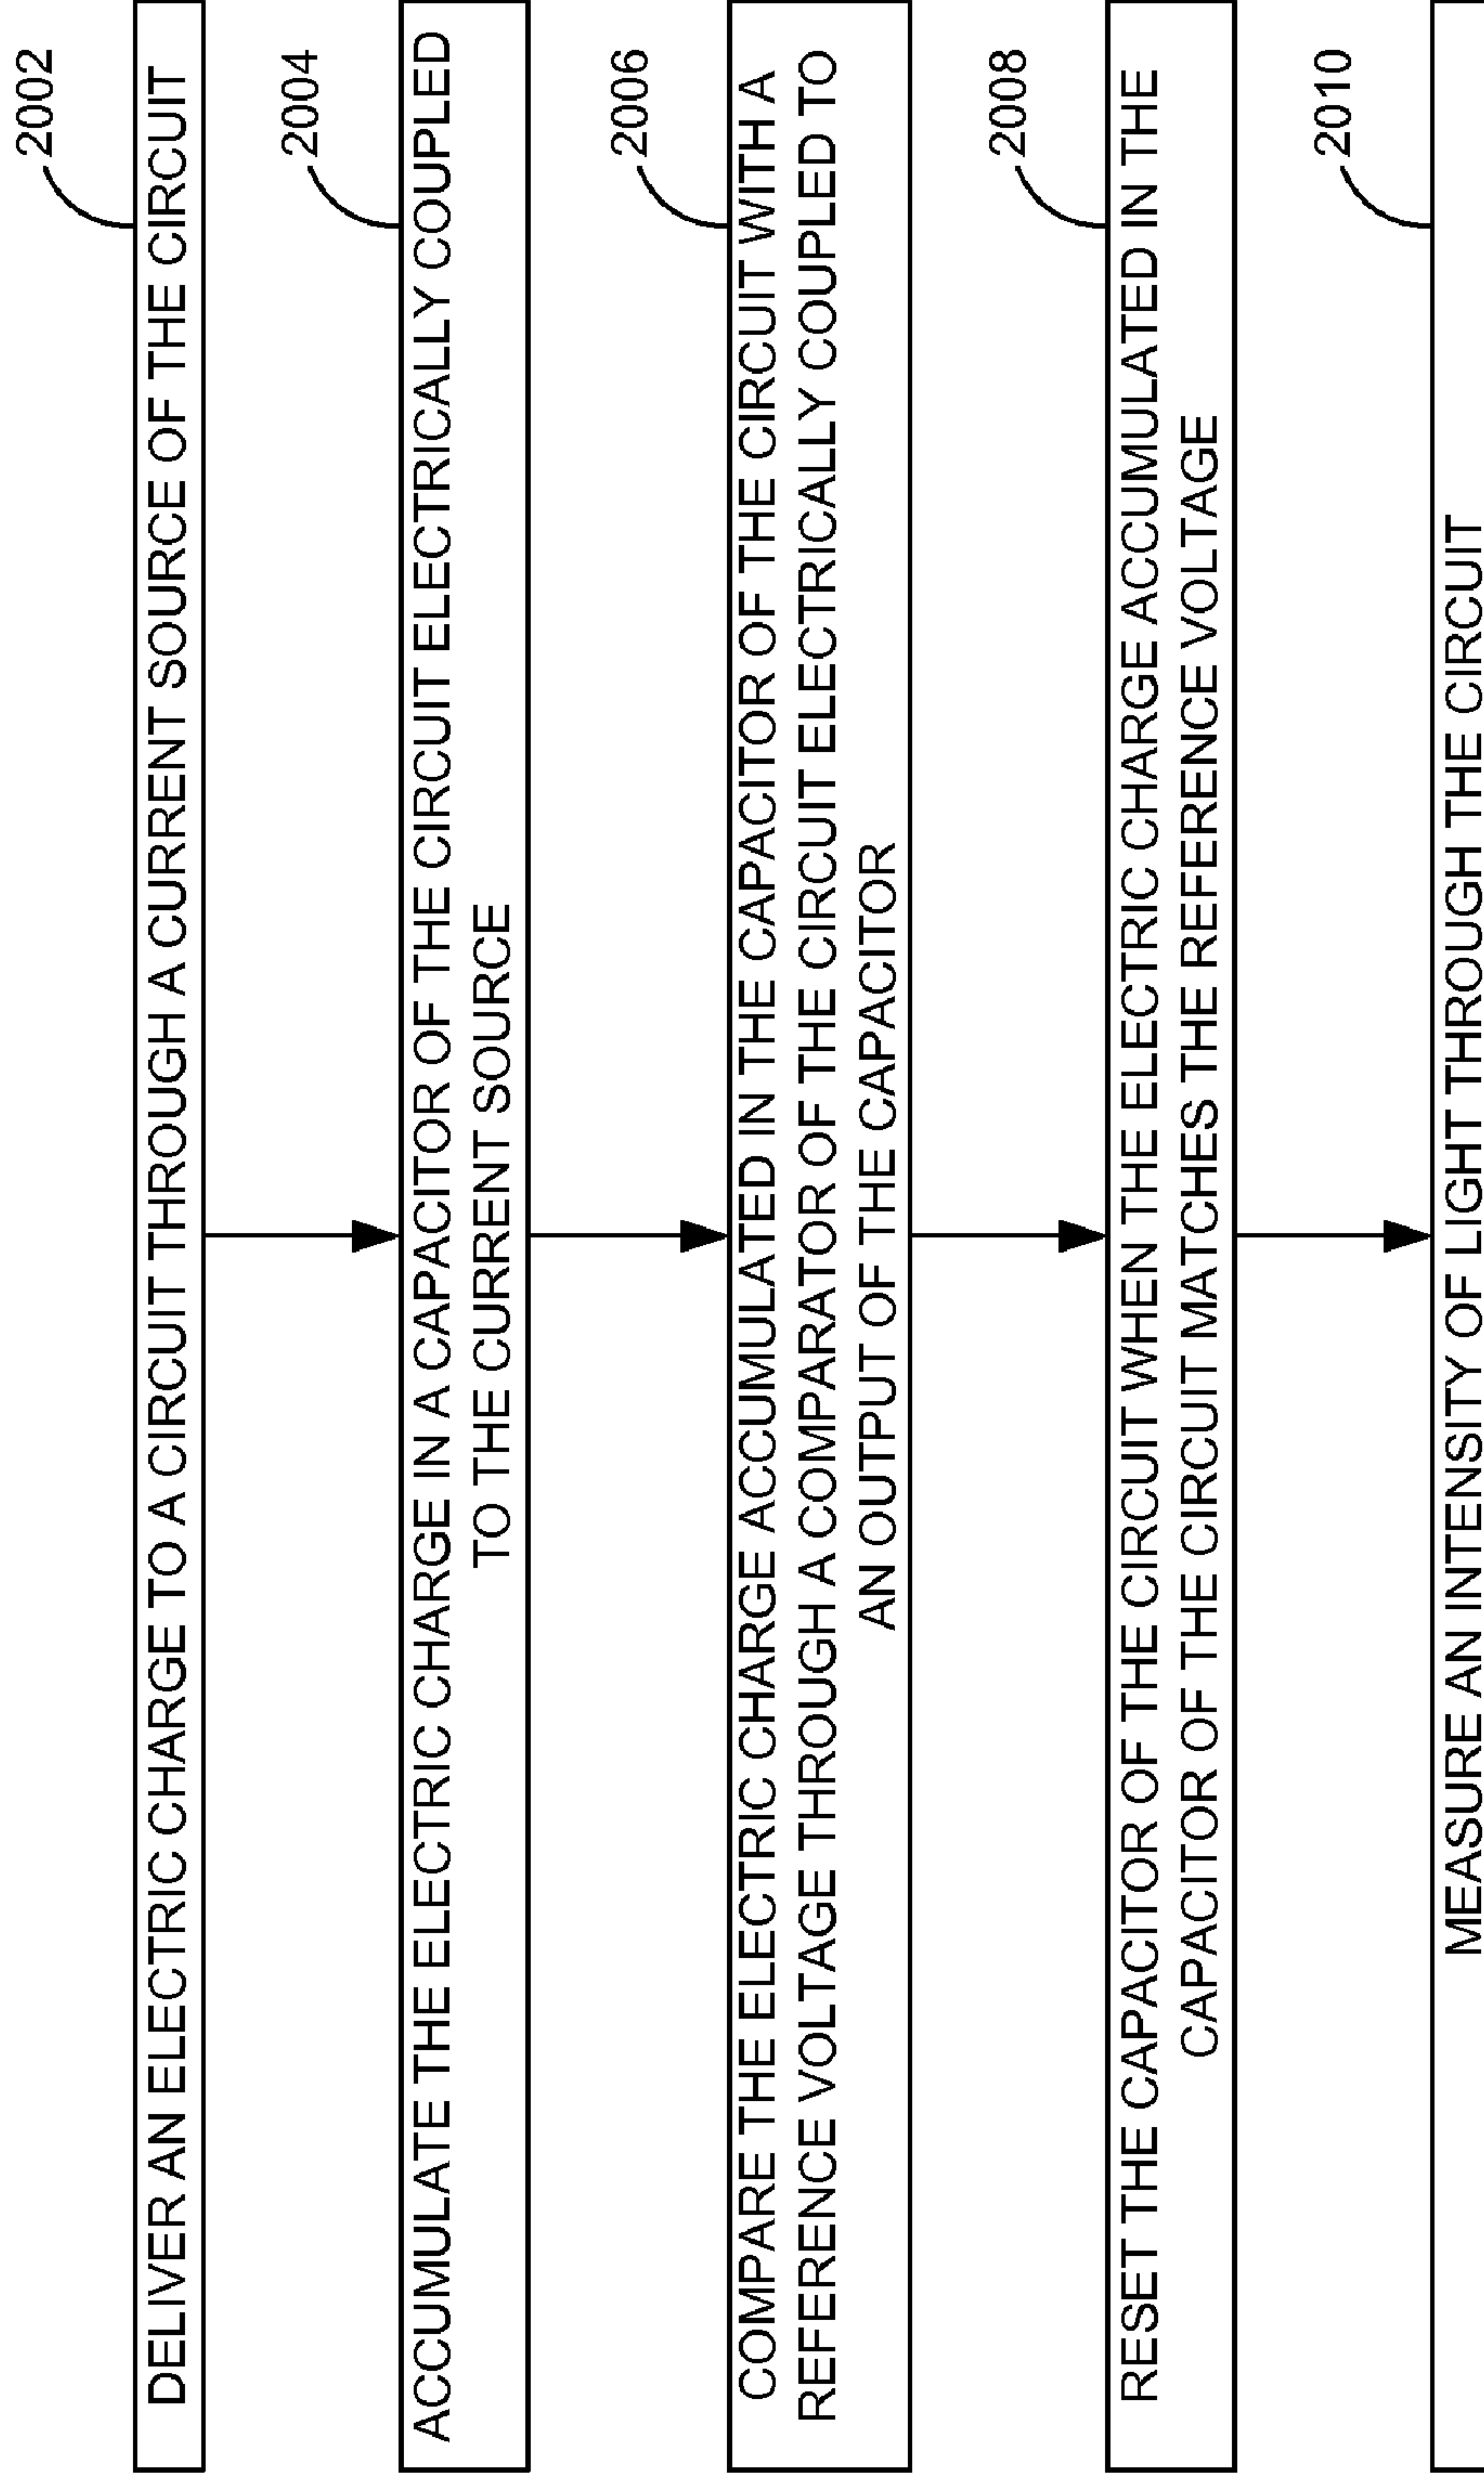 2002
DELIVER AN ELECTRIC CHARGE TO A CIRCUIT THROUGH A CURRENT SOURCE OF THE CIRCUIT
2004
ACCUMULATE THE ELECTRIC CHARGE IN A CAPACITOR OF THE CIRCUIT ELECTRICALLY COUPLED
TO THE CURRENT SOURCE
2006
COMPARE THE ELECTRIC CHARGE ACCUMULATED IN THE CAPACITOR OF THE CIRCUIT WITH A
REFERENCE VOLTAGE THROUGH A COMPARATOR OF THE CIRCUIT ELECTRICALLY COUPLED TO
AN OUTPUT OF THE CAPACITOR
2008
RESET THE CAPACITOR OF THE CIRCUIT WHEN THE ELECTRIC CHARGE ACCUMULATED IN THE
CAPACITOR OF THE CIRCUIT MATCHES THE REFERENCE VOLTAGE
2010
MEASURE AN INTENSITY OF LIGHT THROUGH THE CIRCUIT